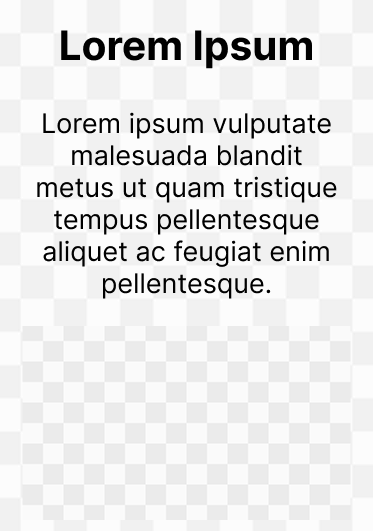 Lorem Ipsum
Lorem ipsum vulputate
malesuada blandit
metus ut quam tristique
tempus pellentesque
aliquet ac feugiat enim
pellentesque.